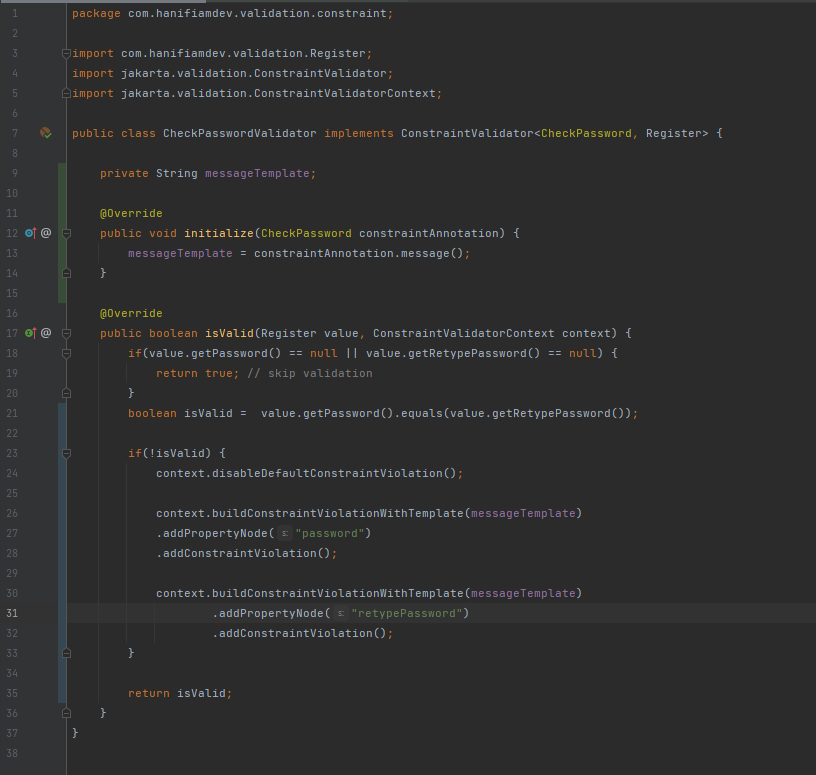 1 package com.hanifiamdev.validation.constraint;
2
3 import com.hanifiamdev.validation.Register;
4 import jakarta.validation.ConstraintValidator;
5 import jakarta.validation.ConstraintValidatorContext;
6
7 public class CheckPasswordValidator implements ConstraintValidator<CheckPassword, Register> {
8
9 private String messageTemplate;
10
11 @Override
12 @ public void initialize(CheckPassword constraintAnnotation) {
13 messageTemplate = constraintAnnotation.message();
14 }
15
16 @Override
17 @ public boolean isValid(Register value, ConstraintValidatorContext context) {
18 if(value.getPassword() == null || value.getRetypePassword() == null) {
19 return true; // skip validation
20 }
21 boolean isValid =  value.getPassword().equals(value.getRetypePassword());
22
23 if(!isValid) {
24 context.disableDefaultConstraintViolation();
25
26 context.buildConstraintViolationWithTemplate(messageTemplate)
27 .addPropertyNode( s: "password")
28 .addConstraintViolation();
29
30 context.buildConstraintViolationWithTemplate(messageTemplate)
31 .addPropertyNode( s: "retypePassword")
32 .addConstraintViolation();
33 }
34
35 return isValid;
36 }
37 }
38